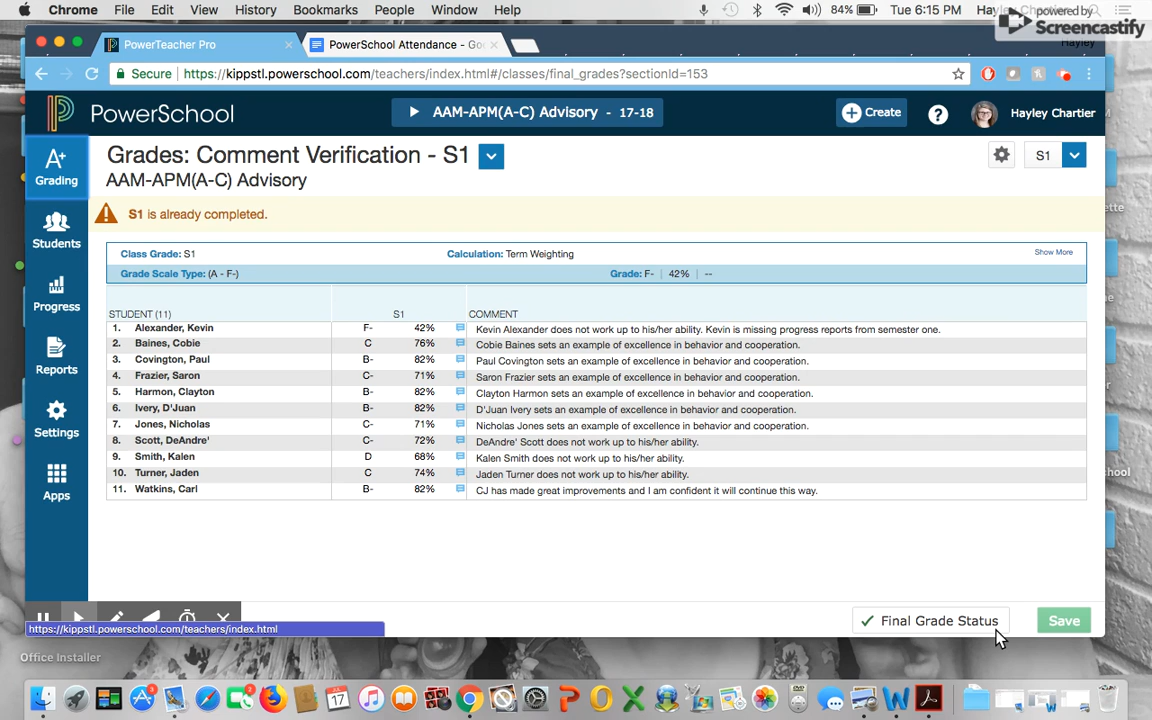 Chrome File Edit View History Bookmarks People Window Help 84% Tue 6:15 PM
powered by
Screencastify
PowerTeacher Pro PowerSchool Attendance - Goo
Secure https://kippstl.powerschool.com/teachers/index.html#/classes/final_grades?sectionId=153
PowerSchool AAM-APM(A-C) Advisory - 17-18 Create ? Hayley Chartier
Grades: Comment Verification - S1 S1
AAM-APM(A-C) Advisory
S1 is already completed.
Class Grade: S1 Calculation: Term Weighting Show More
Grade Scale Type: (A - F-) Grade: F- | 42% | --
STUDENT (11) S1 COMMENT
1. Alexander, Kevin F- 42% Kevin Alexander does not work up to his/her ability. Kevin is missing progress reports from semester one.
2. Baines, Cobie C 76% Cobie Baines sets an example of excellence in behavior and cooperation.
3. Covington, Paul B- 82% Paul Covington sets an example of excellence in behavior and cooperation.
4. Frazier, Saron C- 71% Saron Frazier sets an example of excellence in behavior and cooperation.
5. Harmon, Clayton B- 82% Clayton Harmon sets an example of excellence in behavior and cooperation.
6. Ivery, D'Juan B- 82% D'Juan Ivery sets an example of excellence in behavior and cooperation.
7. Jones, Nicholas C- 71% Nicholas Jones sets an example of excellence in behavior and cooperation.
8. Scott, DeAndre' C- 72% DeAndre' Scott does not work up to his/her ability.
9. Smith, Kalen D 68% Kalen Smith does not work up to his/her ability.
10. Turner, Jaden C 74% Jaden Turner does not work up to his/her ability.
11. Watkins, Carl B- 82% CJ has made great improvements and I am confident it will continue this way.
A+
Grading
Students
Progress
Reports
Settings
Apps
Final Grade Status Save
https://kippstl.powerschool.com/teachers/index.html
Office Installer
17